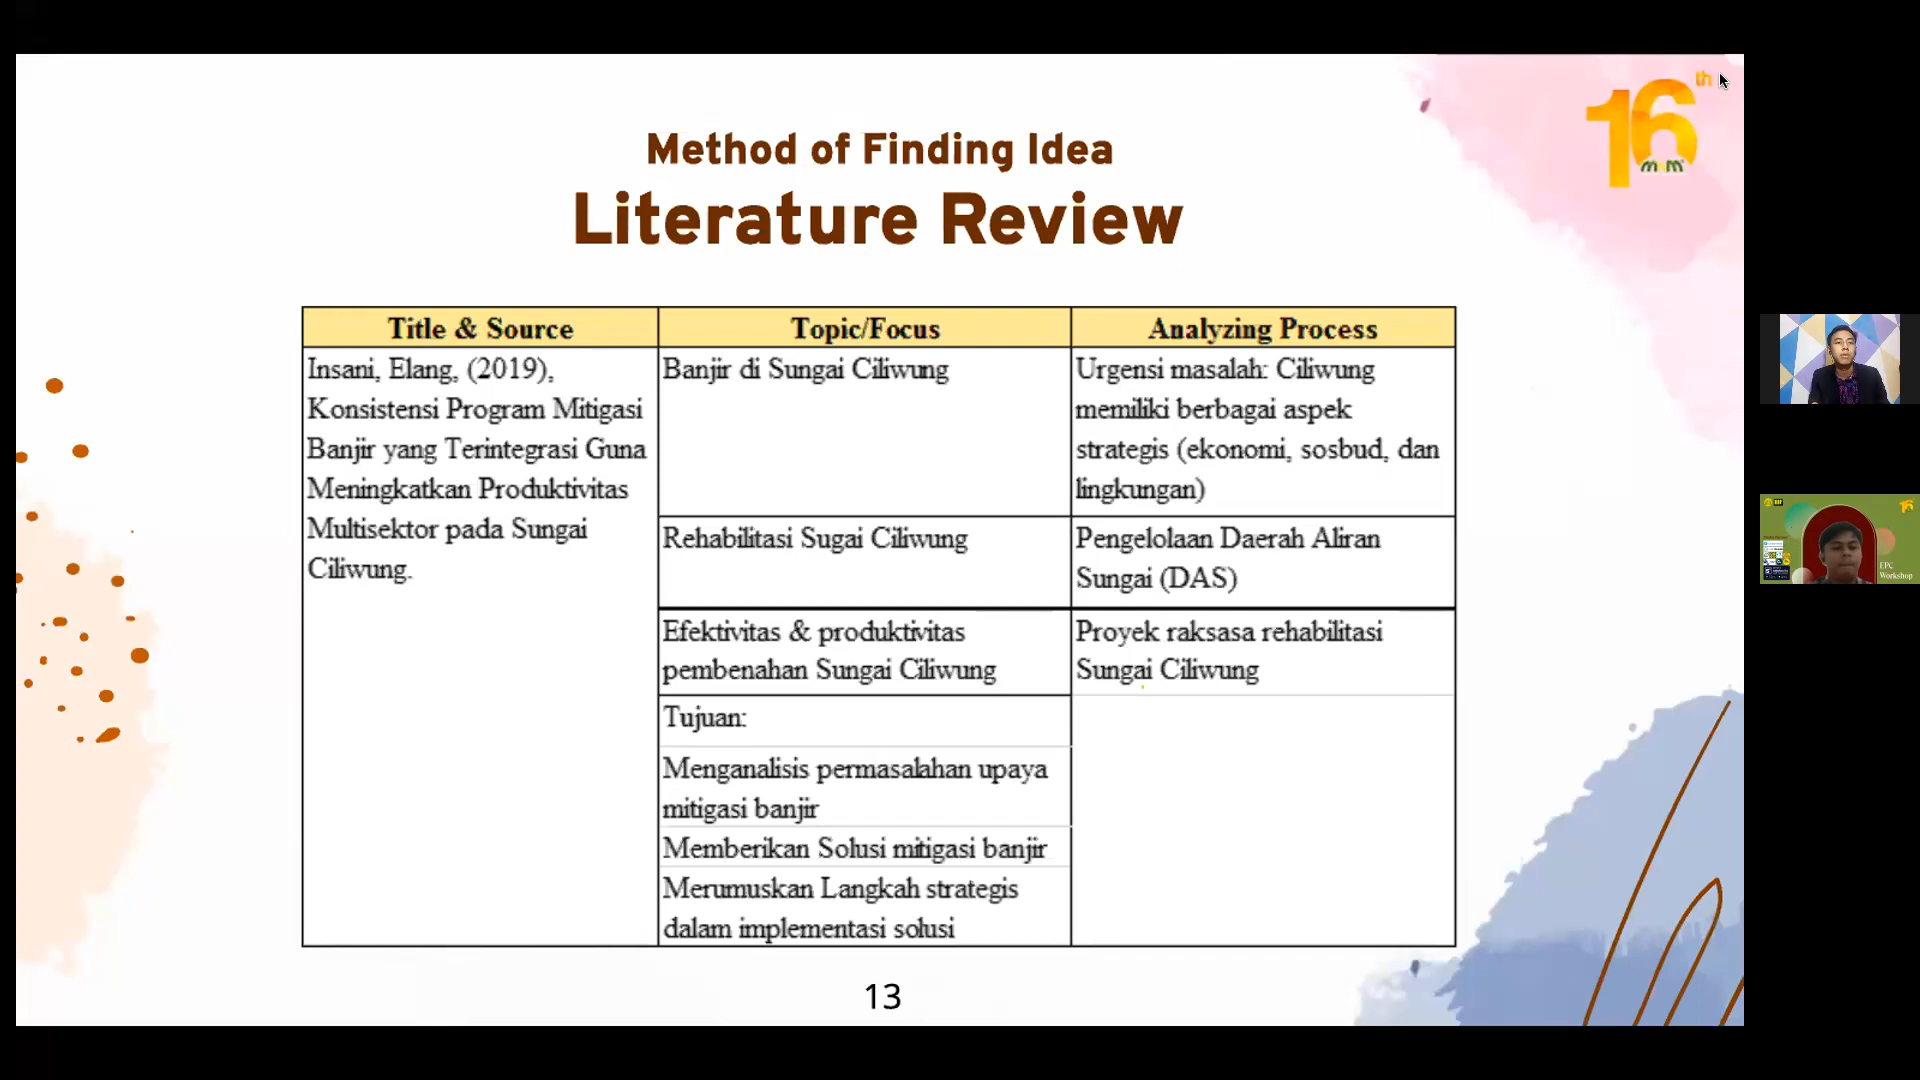 16th
Method of Finding Idea
Literature Review
Title & Source
Topic/Focus
Analyzing Process
Insani, Elang, (2019),
Konsistensi Program Mitigasi
Banjir yang Terintegrasi Guna
Meningkatkan Produktivitas
Multisektor pada Sungai
Ciliwung.
Banjir di Sungai Ciliwung
Urgensi masalah: Ciliwung
memiliki berbagai aspek
strategis (ekonomi, sosbud, dan
lingkungan)
Rehabilitasi Sugai Ciliwung
Pengelolaan Daerah Aliran
Sungai (DAS)
Efektivitas & produktivitas
pembenahan Sungai Ciliwung
Proyek raksasa rehabilitasi
Sungai Ciliwung
Tujuan:
Menganalisis permasalahan upaya
mitigasi banjir
Memberikan Solusi mitigasi banjir
Merumuskan Langkah strategis
dalam implementasi solusi
13
EPC
Workshop